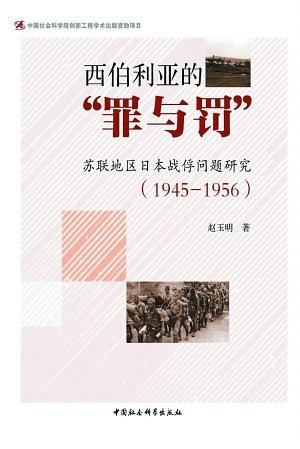 中国社会科学院创新工程学术出版资助项目
西伯利亚的
“罪与罚”
苏联地区日本战俘问题研究
（1945-1956）
赵玉明 著
中国社会科学出版社